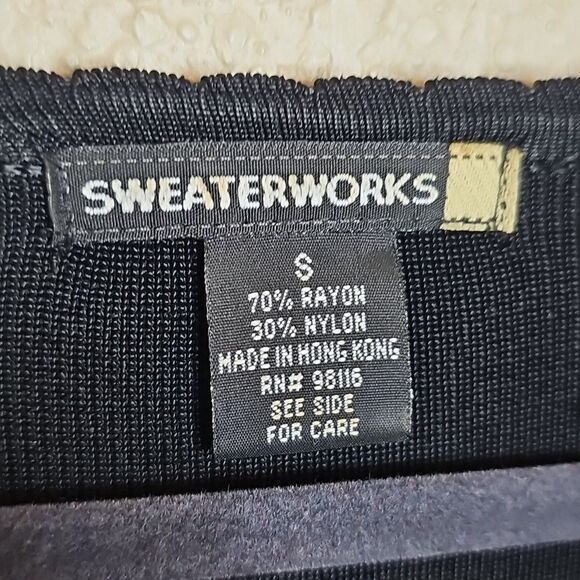 SWEATERWORKS
S
70% RAYON
30% NYLON
MADE IN HONG KONG
RN# 98116
SEE SIDE
FOR CARE